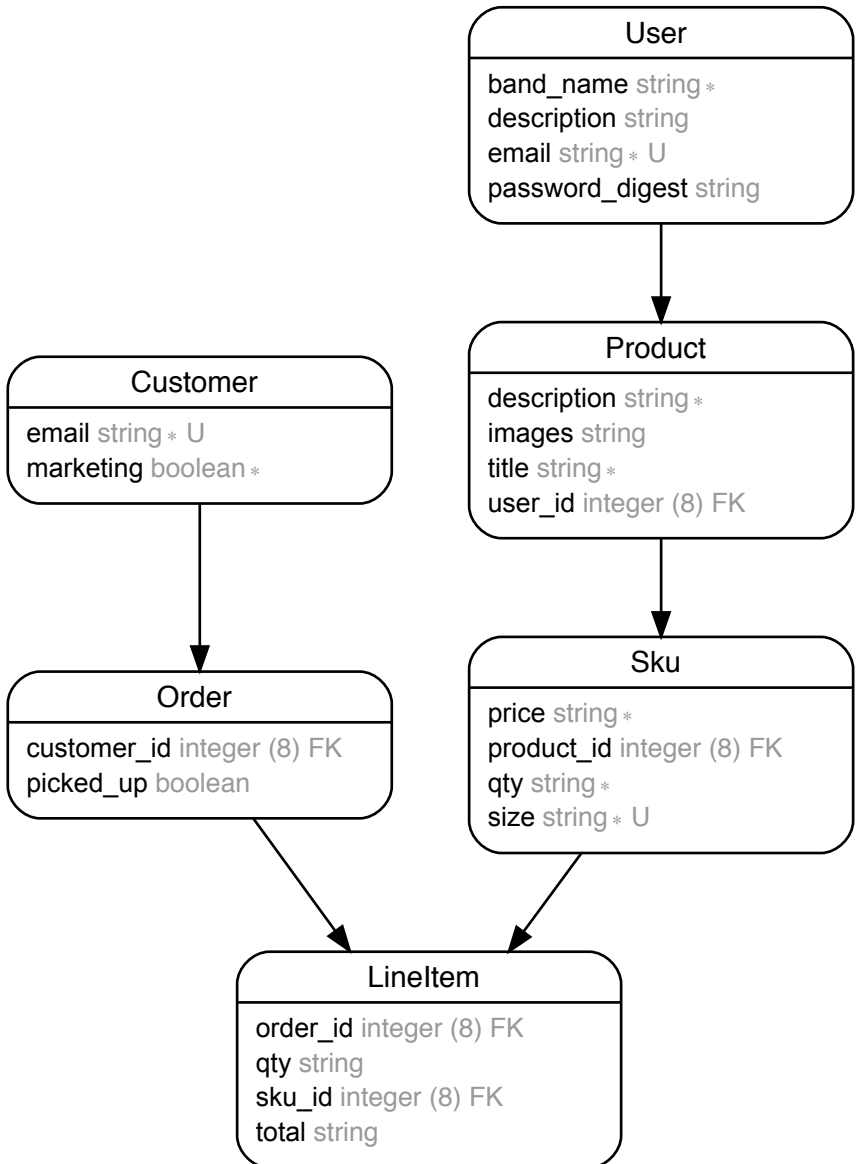 User
band_name string *
description string
email string * U
password_digest string
Product
description string *
images string
title string *
user_id integer (8) FK
Customer
email string * U
marketing boolean *
Order
customer_id integer (8) FK
picked_up boolean
Sku
price string *
product_id integer (8) FK
qty string *
size string * U
LineItem
order_id integer (8) FK
qty string
sku_id integer (8) FK
total string